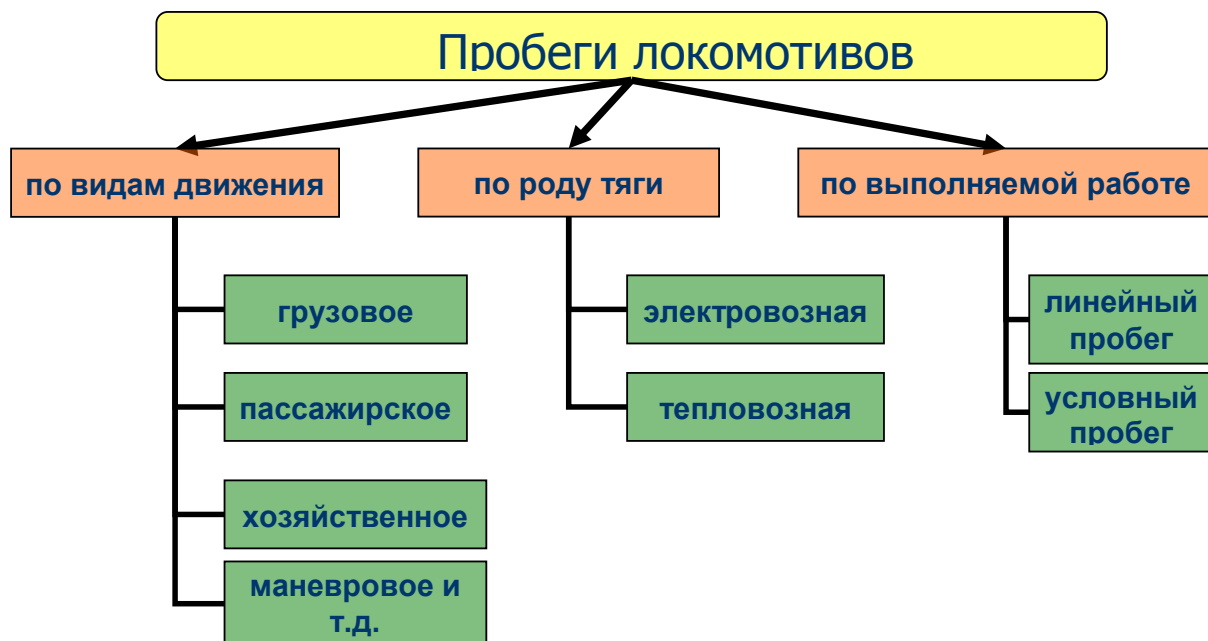 Пробеги локомотивов
по видам движения
по роду тяги
по выполняемой работе
грузовое
пассажирское
хозяйственное
маневровое и
т.д.
электровозная
тепловозная
линейный
пробег
условный
пробег